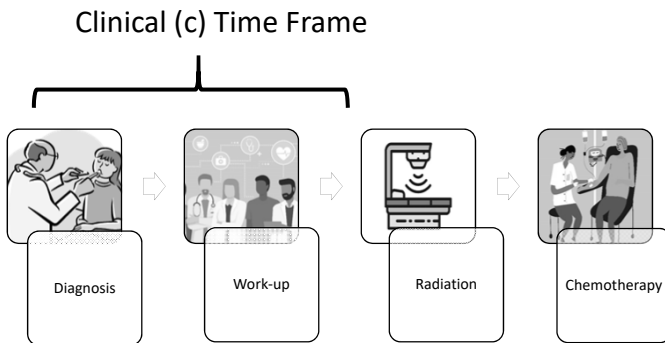 Clinical (c) Time Frame
Diagnosis
Work-up
Radiation
Chemotherapy